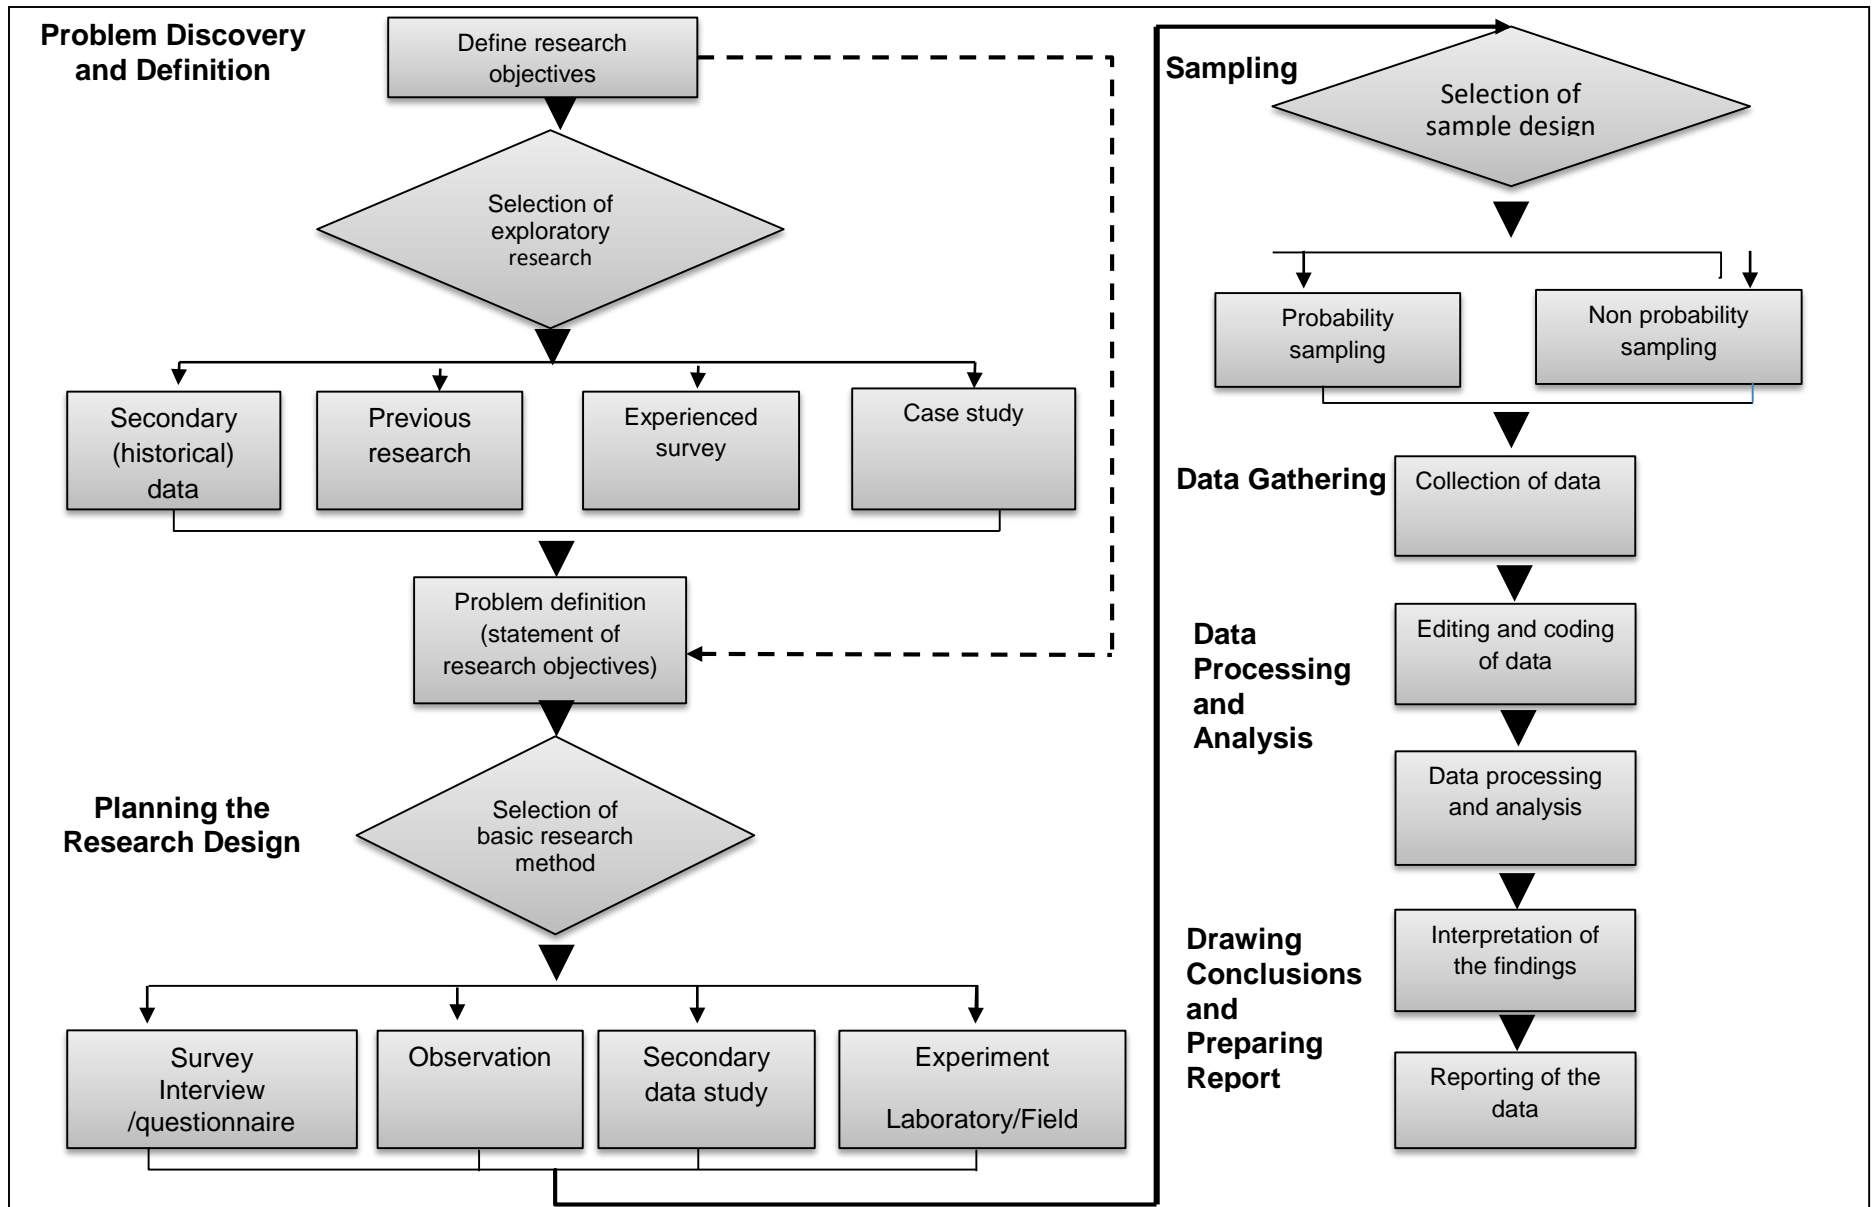 Problem Discovery
and Definition
Define research
objectives
Selection of
exploratory
research
Secondary
(historical)
data
Previous
research
Experienced
survey
Case study
Problem definition
(statement of
research objectives)
Planning the
Research Design
Selection of
basic research
method
Survey
Interview
/questionnaire
Observation
Secondary
data study
Experiment
Laboratory/Field
Sampling
Selection of
sample design
Probability
sampling
Non probability
sampling
Data Gathering
Collection of data
Data
Processing
and
Analysis
Editing and coding
of data
Data processing
and analysis
Drawing
Conclusions
and
Preparing
Report
Interpretation of
the findings
Reporting of the
data